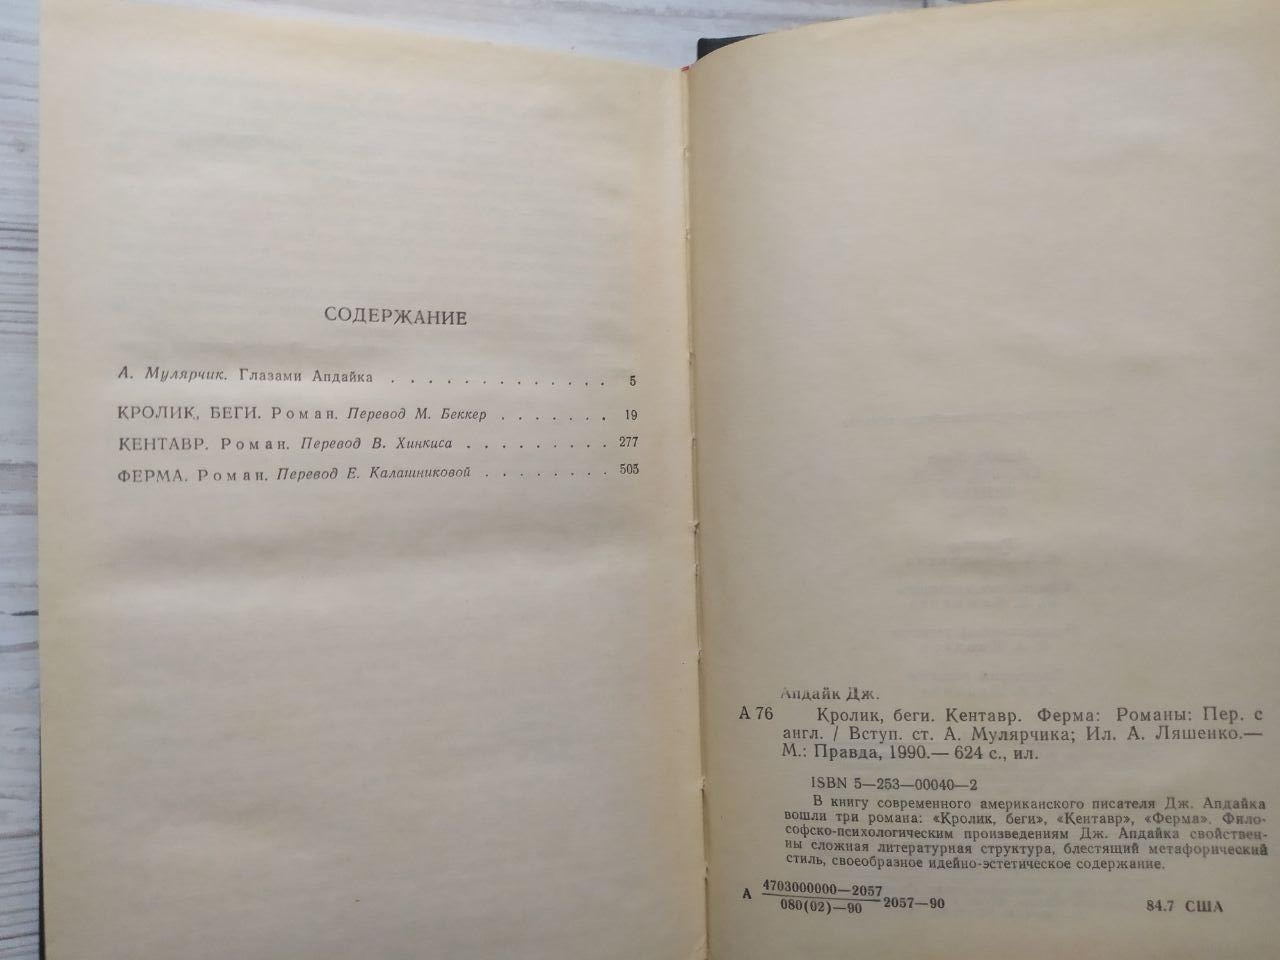 СОДЕРЖАНИЕ
А. Мулярчик. Глазами Апдайка . . . . . . . . . . . . . 5
КРОЛИК, БЕГИ. Роман. Перевод М. Беккер . . . . . . . 19
КЕНТАВР. Роман. Перевод В. Хинкиса . . . . . . . . . 277
ФЕРМА. Роман. Перевод Е. Калашниковой . . . . . . . . 503
Апдайк Дж.
А 76 Кролик, беги. Кентавр. Ферма: Романы: Пер. с
англ. / Вступ. ст. А. Мулярчика; Ил. А. Ляшенко.—
М.: Правда, 1990.— 624 с., ил.
ISBN 5—253—00040—2
В книгу современного американского писателя Дж. Апдайка
вошли три романа: «Кролик, беги», «Кентавр», «Ферма». Фило-
софско-психологическим произведениям Дж. Апдайка свойствен-
ны сложная литературная структура, блестящий метафорический
стиль, своеобразное идейно-эстетическое содержание.
А 4703000000—2057
080(02)—90 2057—90
84.7 США